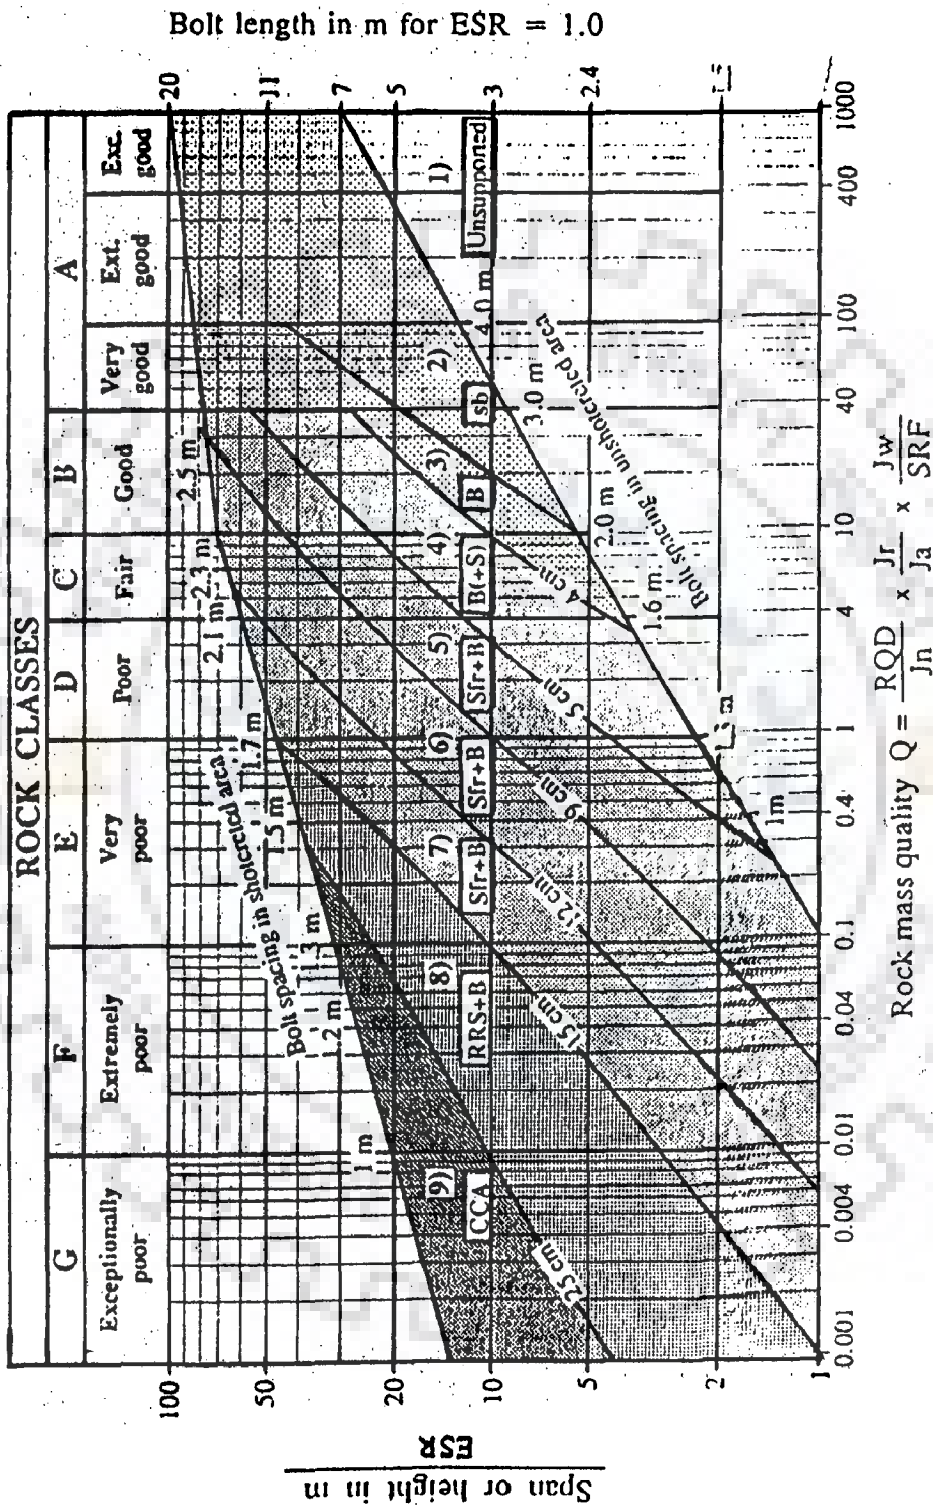 ROCK CLASSES
G F E D C B A
Exceptionally poor
Extremely poor
Very poor
Poor
Fair
Good
Very good
Ext. good
Exc. good
Bolt length in m for ESR = 1.0
20
11
7
5
3
2.4
Span or height in m
ESR
100
50
20
10
5
2
1
Bolt spacing in shotcreted area
1 m
1.2 m
1.3 m
1.5 m
1.7 m
2.1 m
2.3 m
2.5 m
9)
CCA
8)
RRS+B
7)
Sfr+B
6)
Sfr+B
5)
Sfr+B
4)
B(+S)
3)
B
2)
sb
1)
Unsupported
25 cm
15 cm
12 cm
9 cm
5 cm
4 cm
1m
1.6 m
2.0 m
3.0 m
4.0 m
Bolt spacing in unshotcreted area
0.001
0.004
0.01
0.04
0.1
0.4
1
4
10
40
100
400
1000
Rock mass quality Q = RQD/Jn x Jr/Ja x Jw/SRF